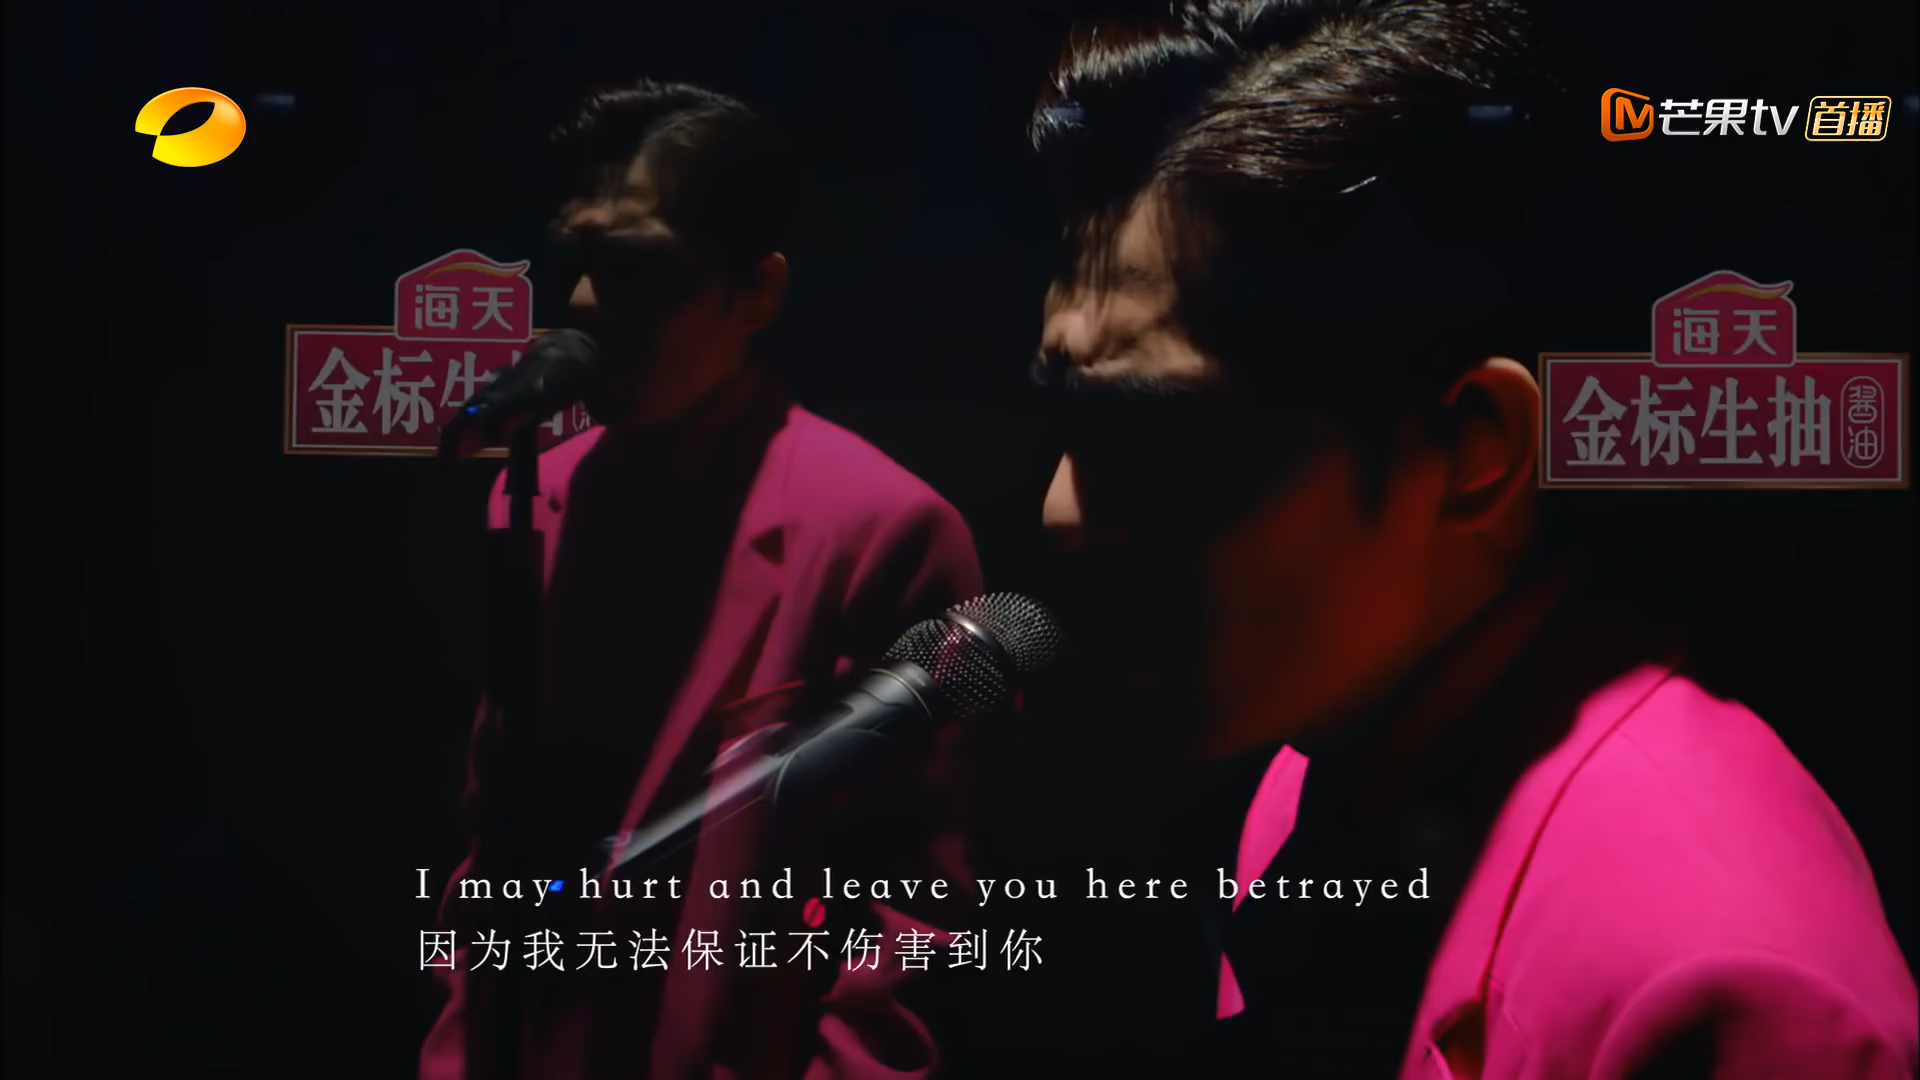 芒果tv 首播
海天
金标生
海天
金标生抽 酱油
I may hurt and leave you here betrayed
因为我无法保证不伤害到你